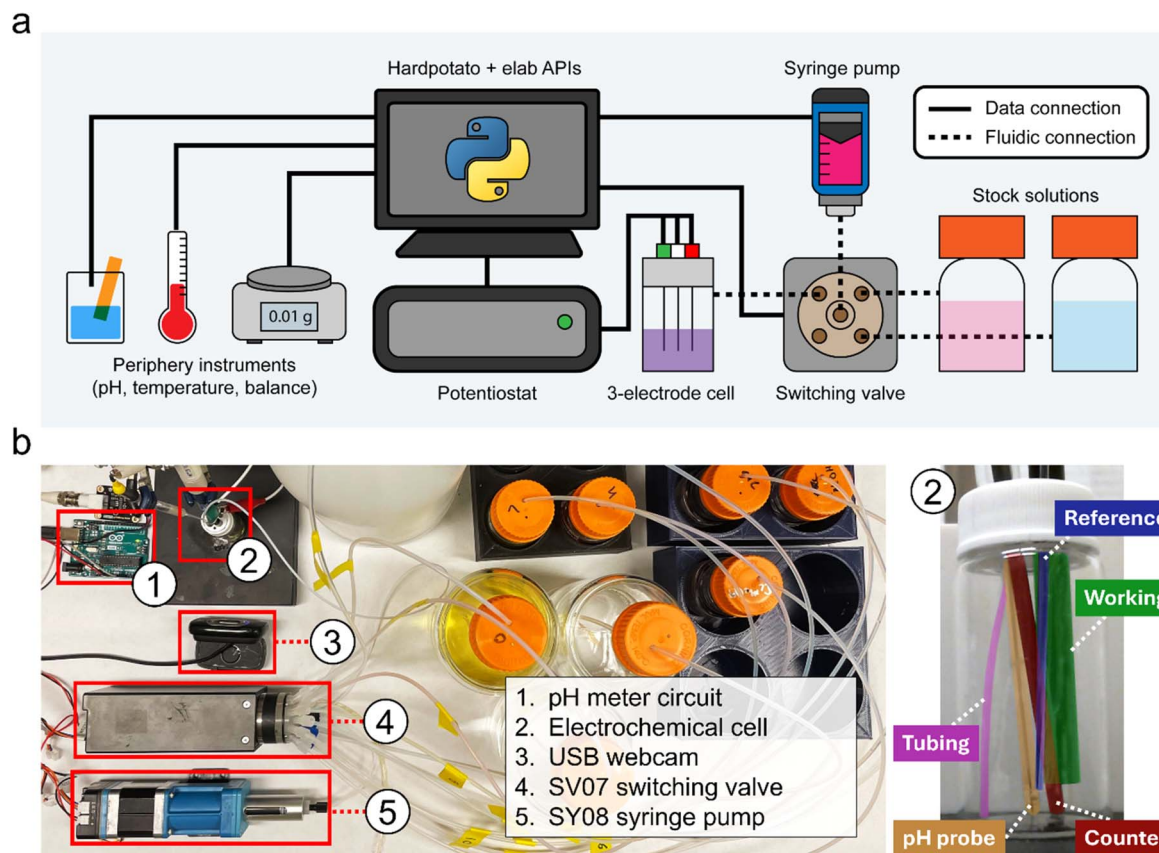 a
Hardpotato + elab APIs
Syringe pump
Data connection
Fluidic connection
Stock solutions
0.01 g
Periphery instruments
(pH, temperature, balance)
Potentiostat
3-electrode cell
Switching valve
b
1
2
3
4
5
1. pH meter circuit
2. Electrochemical cell
3. USB webcam
4. SV07 switching valve
5. SY08 syringe pump
2
Reference
Working
Tubing
pH probe
Counte